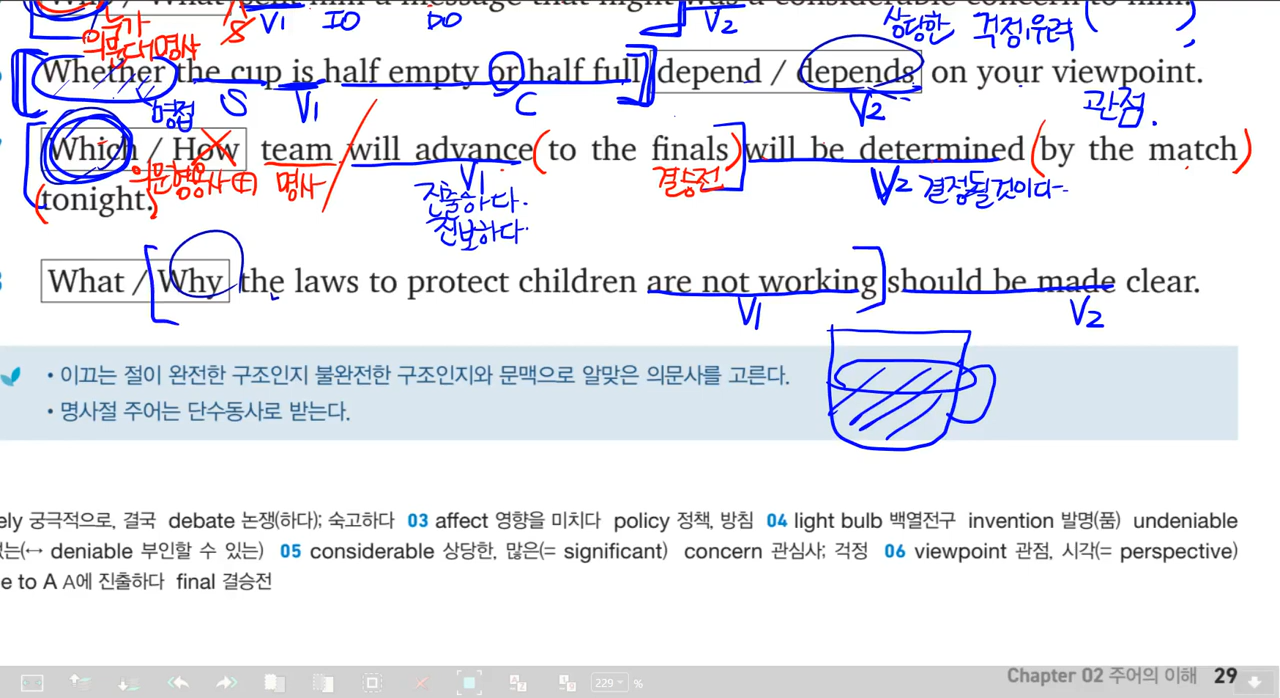 a message that
considerable concern to him.
누가 V1 IO DO V2 상당한 걱정,우려
의문대명사 S
Whether the cup is half empty or half full depend / depends on your viewpoint.
명접 S V1 C V2 관점.
Which / How team will advance (to the finals) will be determined (by the match
의문형용사 명사 V1 결승전 V2 결정될것이다
(tonight.) 진출하다.
진보하다.
What / Why the laws to protect children are not working should be made clear.
V1 V2
• 이끄는 절이 완전한 구조인지 불완전한 구조인지와 문맥으로 알맞은 의문사를 고른다.
• 명사절 주어는 단수동사로 받는다.
ely 궁극적으로, 결국 debate 논쟁(하다); 숙고하다 03 affect 영향을 미치다 policy 정책, 방침 04 light bulb 백열전구 invention 발명(품) undeniable
없는(↔ deniable 부인할 수 있는) 05 considerable 상당한, 많은(= significant) concern 관심사; 걱정 06 viewpoint 관점, 시각(= perspective)
e to A A에 진출하다 final 결승전
Chapter 02 주어의 이해 29
229 %